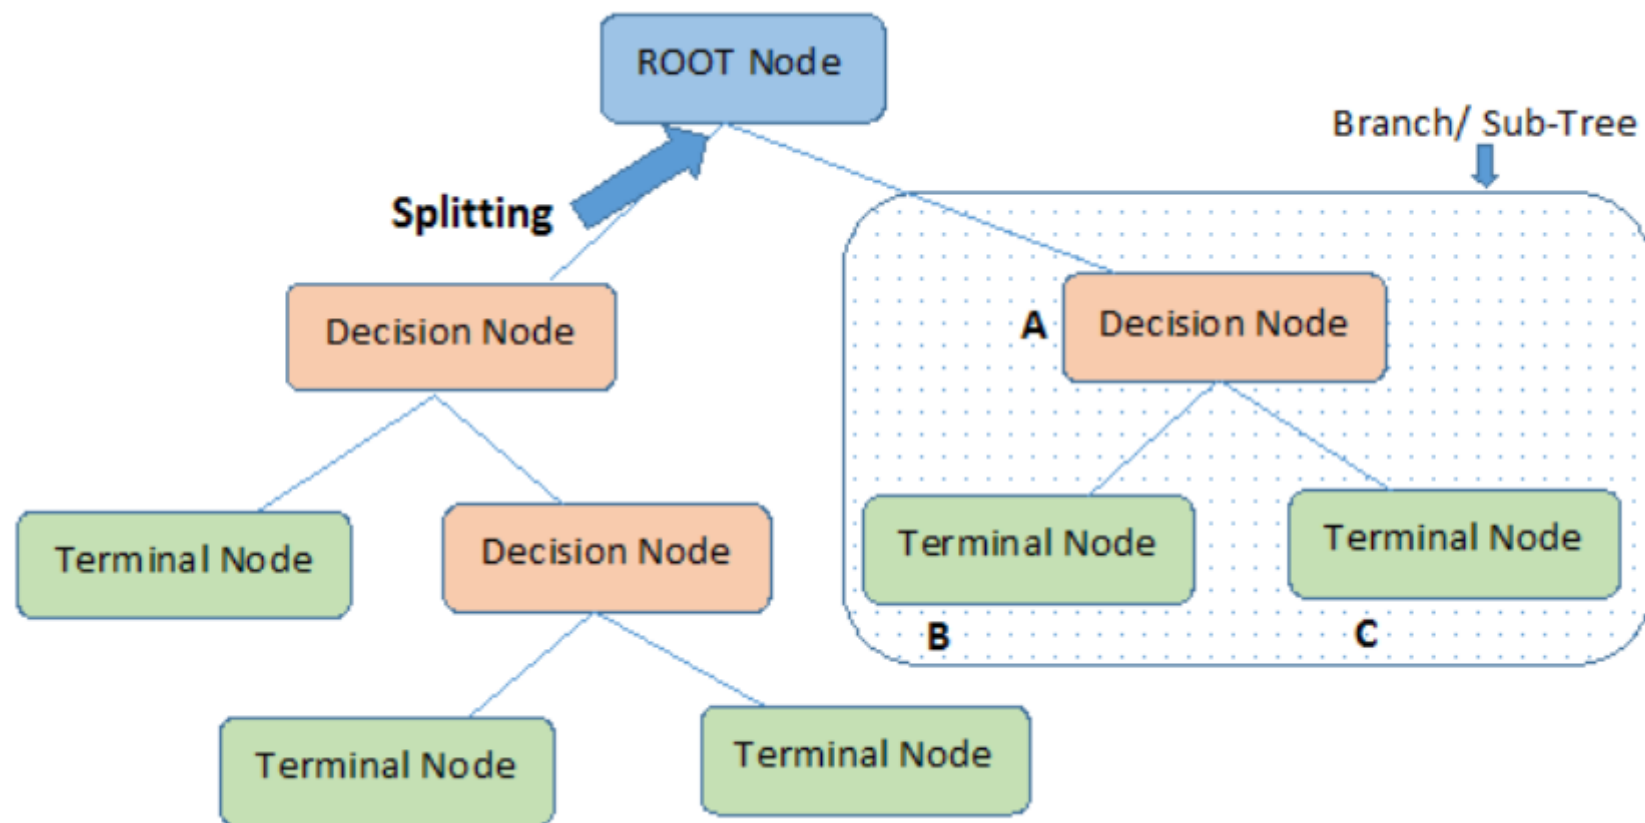 ROOT Node
Branch/ Sub-Tree
Splitting
Decision Node
A
Decision Node
Terminal Node
Decision Node
Terminal Node
Terminal Node
B
C
Terminal Node
Terminal Node